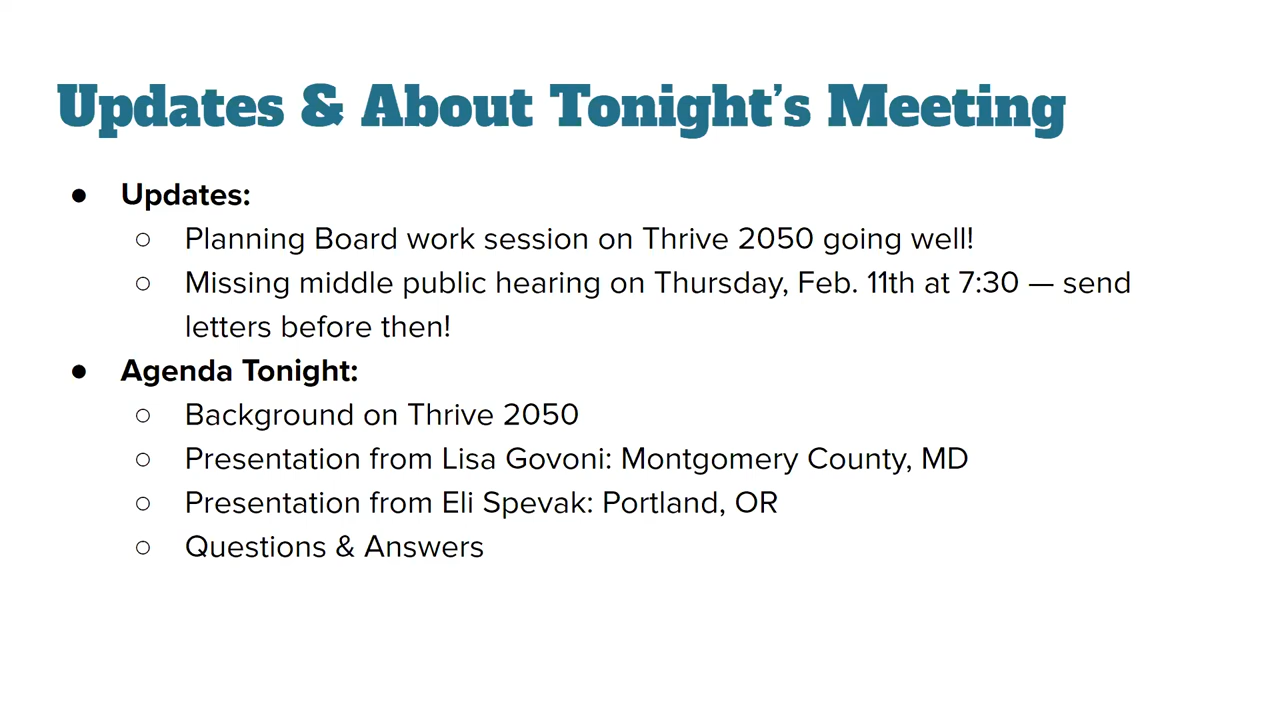 Updates & About Tonight’s Meeting
● Updates:
○ Planning Board work session on Thrive 2050 going well!
○ Missing middle public hearing on Thursday, Feb. 11th at 7:30 — send
letters before then!
● Agenda Tonight:
○ Background on Thrive 2050
○ Presentation from Lisa Govoni: Montgomery County, MD
○ Presentation from Eli Spevak: Portland, OR
○ Questions & Answers